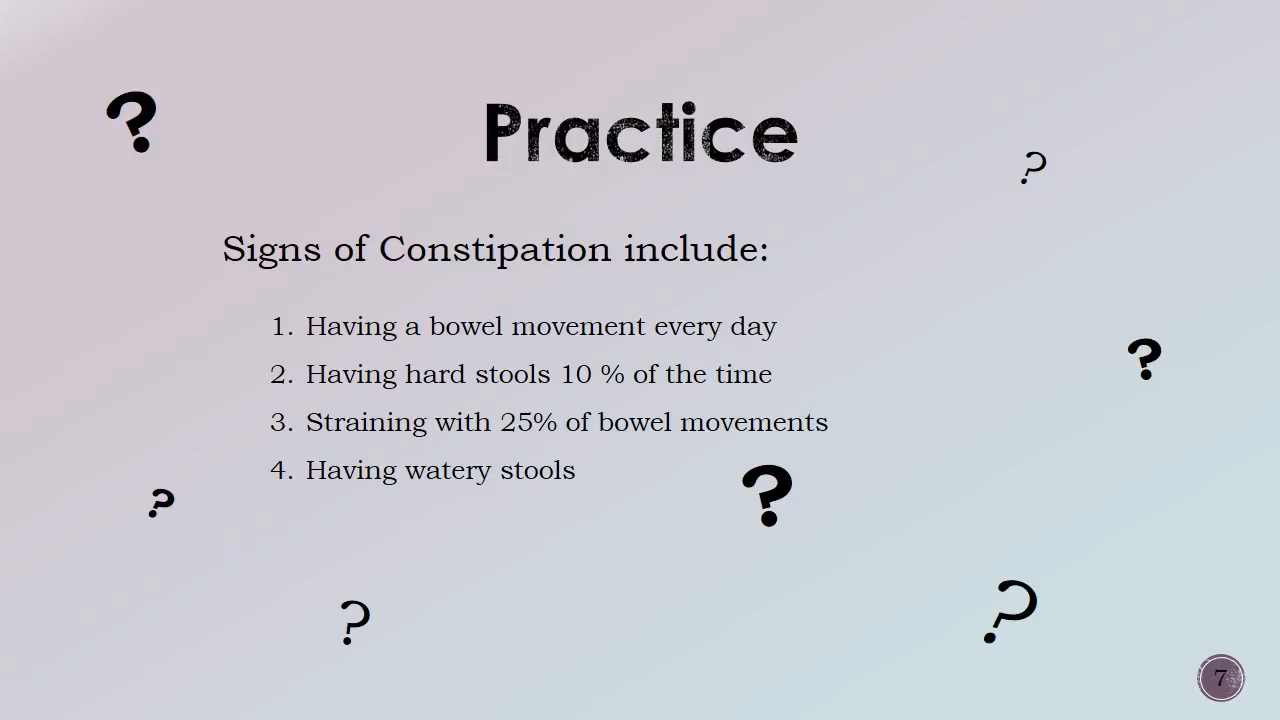 ?
Practice
?
Signs of Constipation include:
1. Having a bowel movement every day
?
2. Having hard stools 10 % of the time
3. Straining with 25% of bowel movements
4. Having watery stools
?
?
?
?
7